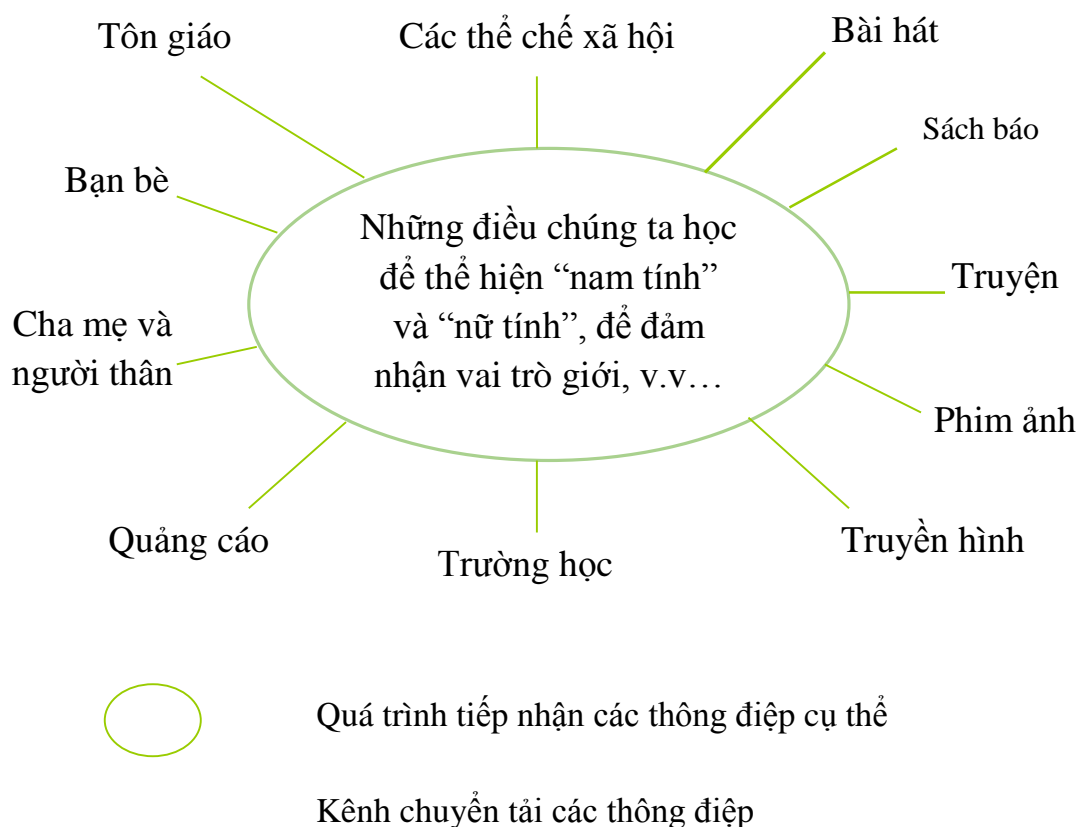 Tôn giáo
Các thể chế xã hội
Bài hát
Sách báo
Bạn bè
Những điều chúng ta học
để thể hiện “nam tính”
và “nữ tính”, để đảm
nhận vai trò giới, v.v…
Truyện
Cha mẹ và
người thân
Phim ảnh
Quảng cáo
Trường học
Truyền hình
Quá trình tiếp nhận các thông điệp cụ thể
Kênh chuyển tải các thông điệp